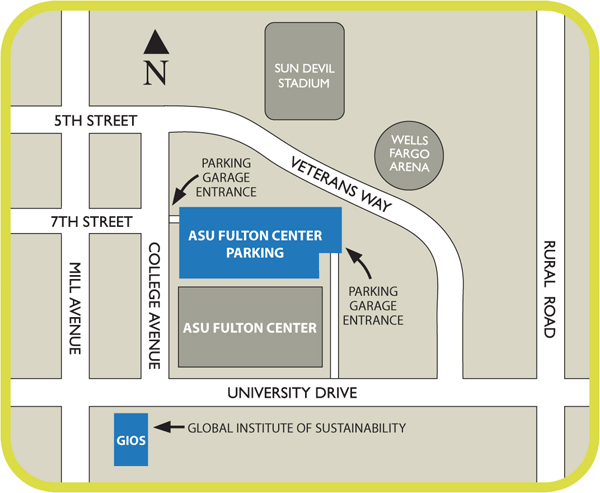 N
SUN DEVIL
STADIUM
5TH STREET
WELLS
FARGO
ARENA
PARKING
GARAGE
ENTRANCE
VETERANS WAY
7TH STREET
ASU FULTON CENTER
PARKING
MILL AVENUE
COLLEGE AVENUE
RURAL ROAD
PARKING
GARAGE
ENTRANCE
ASU FULTON CENTER
UNIVERSITY DRIVE
GIOS
GLOBAL INSTITUTE OF SUSTAINABILITY